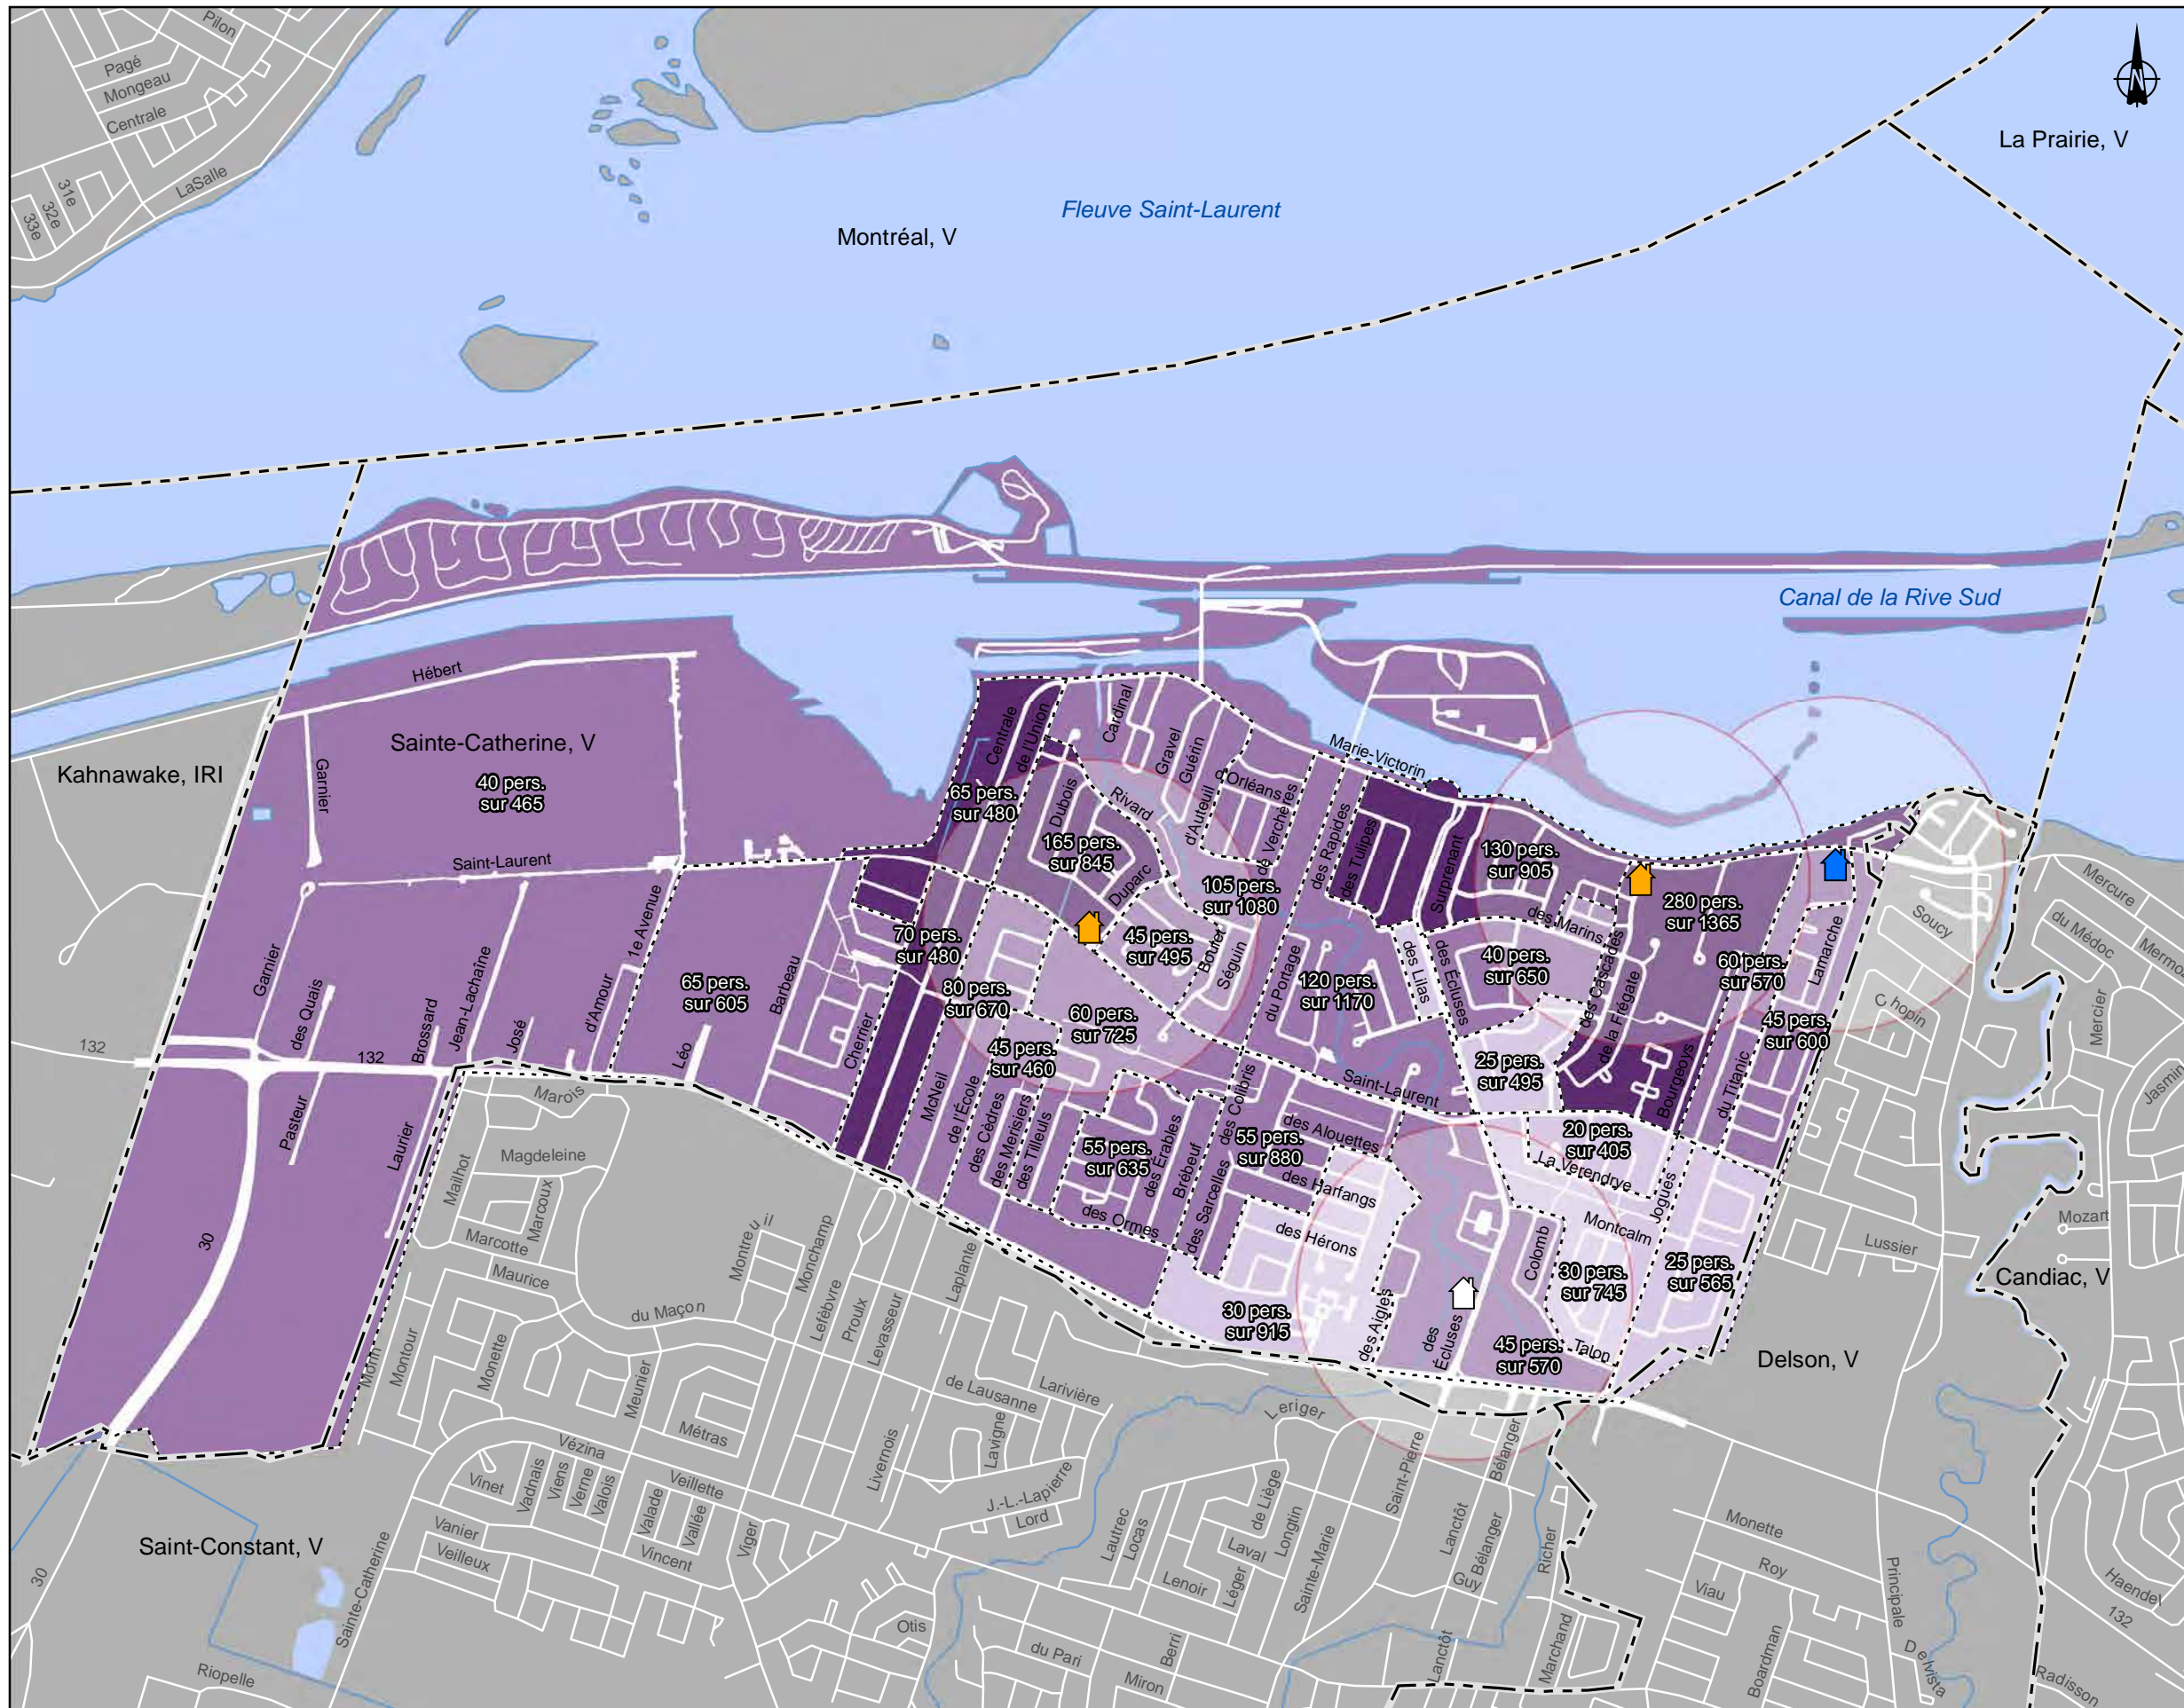 Pilon
Pagé
Mongeau
Centrale
LaSalle
31e
32e
33e
N
La Prairie, V
Fleuve Saint-Laurent
Montréal, V
Canal de la Rive Sud
Hébert
Sainte-Catherine, V
40 pers.
sur 465
Kahnawake, IRI
Garnier
Saint-Laurent
Centrale
de l'Union
Cardinal
Gravel
Guérin
Marie-Victorin
65 pers.
sur 480
Dubois
Rivard
d'Auteuil
d'Orléans
de Verchères
des Rapides
des Tulipes
Surprenant
165 pers.
sur 845
Duparc
130 pers.
sur 905
105 pers.
sur 1080
280 pers.
sur 1365
des Marins
Lamarche
Soucy
Mercure
du Médoc
Mermo
Garnier
des Quais
Brossard
Jean-Lachaîne
José
d'Amour
1e Avenue
65 pers.
sur 605
Barbeau
70 pers.
sur 480
45 pers.
sur 495
Boutet
Séguin
du Portage
120 pers.
sur 1170
des Lilas
des Écluses
40 pers.
sur 650
des Cascades
de la Frégate
60 pers.
sur 570
45 pers.
sur 600
Chopin
Mercier
Jasmin
80 pers.
sur 670
60 pers.
sur 725
132
132
Léo
Cherrier
McNeil
de l'École
45 pers.
sur 460
des Cèdres
des Merisiers
des Tilleuls
25 pers.
sur 495
Bourgeoys
du Titanic
Saint-Laurent
Marois
Pasteur
Laurier
Mailhot
Magdeleine
Marcoux
Marcotte
Maurice
55 pers.
sur 635
des Érables
Brébeuf
des Ormes
des Colibris
des Sarcelles
55 pers.
sur 880
des Alouettes
des Harfangs
des Hérons
20 pers.
sur 405
La Verendrye
Jogues
Montcalm
Colomb
30 pers.
sur 745
25 pers.
sur 565
Mozart
Lussier
Candiac, V
30
Montreuil
Monchamp
Lefebvre
Proulx
Levasseur
Laplante
du Maçon
30 pers.
sur 915
des Aigles
des
Écluses
45 pers.
sur 570
Talon
Delson, V
Morin
Montour
Monette
Meunier
Métras
de Lausanne
Larivière
Lavigne
Livernois
Leriger
Saint-Pierre
Bélanger
Vézina
Vinet
Vadnais
Viens
Verne
Valois
Veillette
Valade
Vallée
Viger
Vincent
Vanier
Veilleux
J.-L.-Lapierre
Lord
Lautrec
Locas
de Liège
Longtin
Laval
Léger
Lenoir
Sainte-Marie
Lanctôt
Bélanger
Guy
Richer
Monette
Roy
Viau
Principale
Haendel
132
Saint-Constant, V
30
Sainte-Catherine
Riopelle
Otis
du Pari
Berri
Miron
Lanctôt
Marchand
Boardman
Delvista
Radisson